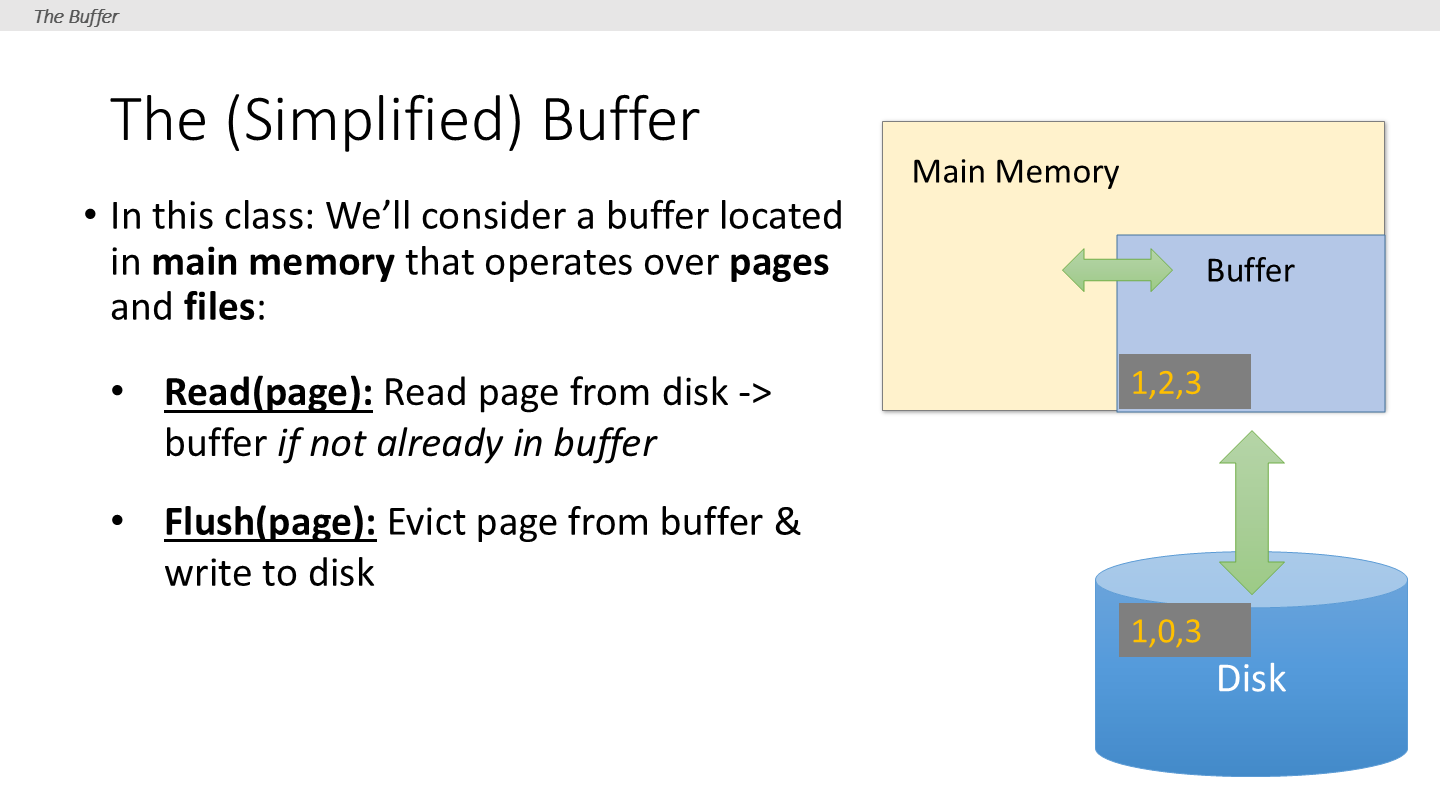 The Buffer
The (Simplified) Buffer
• In this class: We’ll consider a buffer located
in main memory that operates over pages
and files:
• Read(page): Read page from disk ->
buffer if not already in buffer
• Flush(page): Evict page from buffer &
write to disk
Main Memory
Buffer
1,2,3
1,0,3
Disk